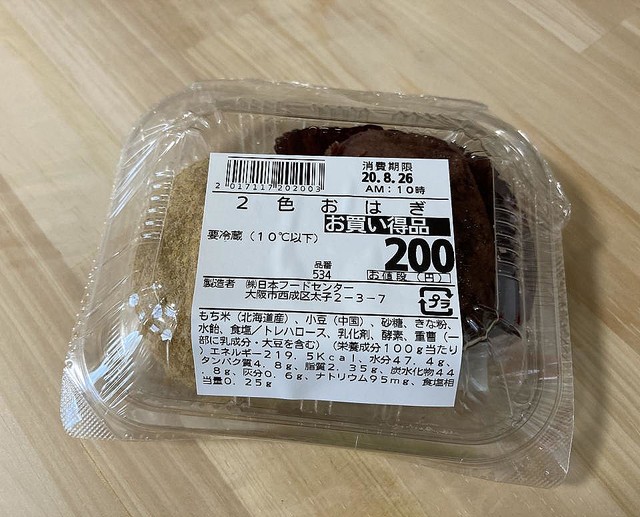 消費期限
20.8.26
AM:10時
2 017117 202003
2色おはぎ
お買い得品
要冷蔵(10℃以下)
200
品番
534
お値段(円)
製造者 ㈱日本フードセンター
大阪市西成区太子2-3-7
プラ
もち米(北海道産)、小豆(中国)、砂糖、きな粉、
水飴、食塩/トレハロース、乳化剤、酵素、重曹(一
部に乳成分・大豆を含む) (栄養成分100g当たり
)エネルギー219.5Kcal、水分47.4g、
タンパク質4.8g、脂質2.35g、炭水化物44
.8g、灰分0.6g、ナトリウム95mg、食塩相
当量0.25g